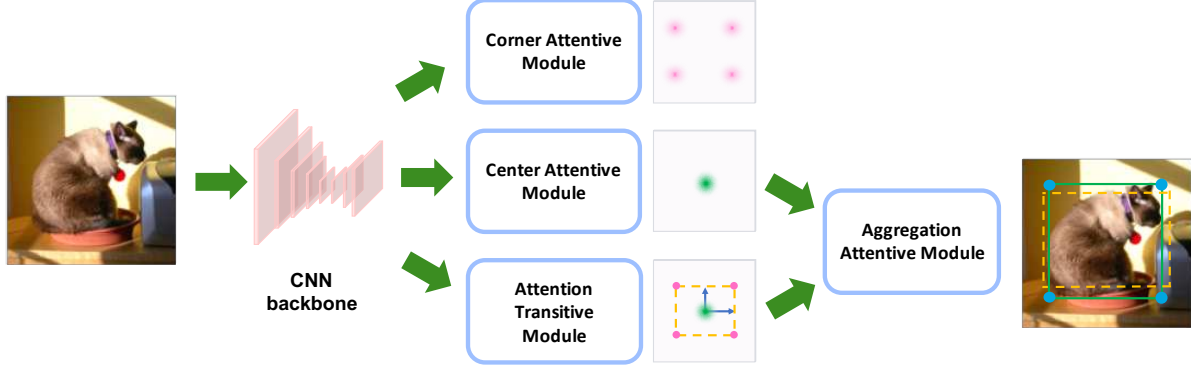 Corner Attentive
Module
Center Attentive
Module
Aggregation
Attentive Module
CNN
backbone
Attention
Transitive
Module